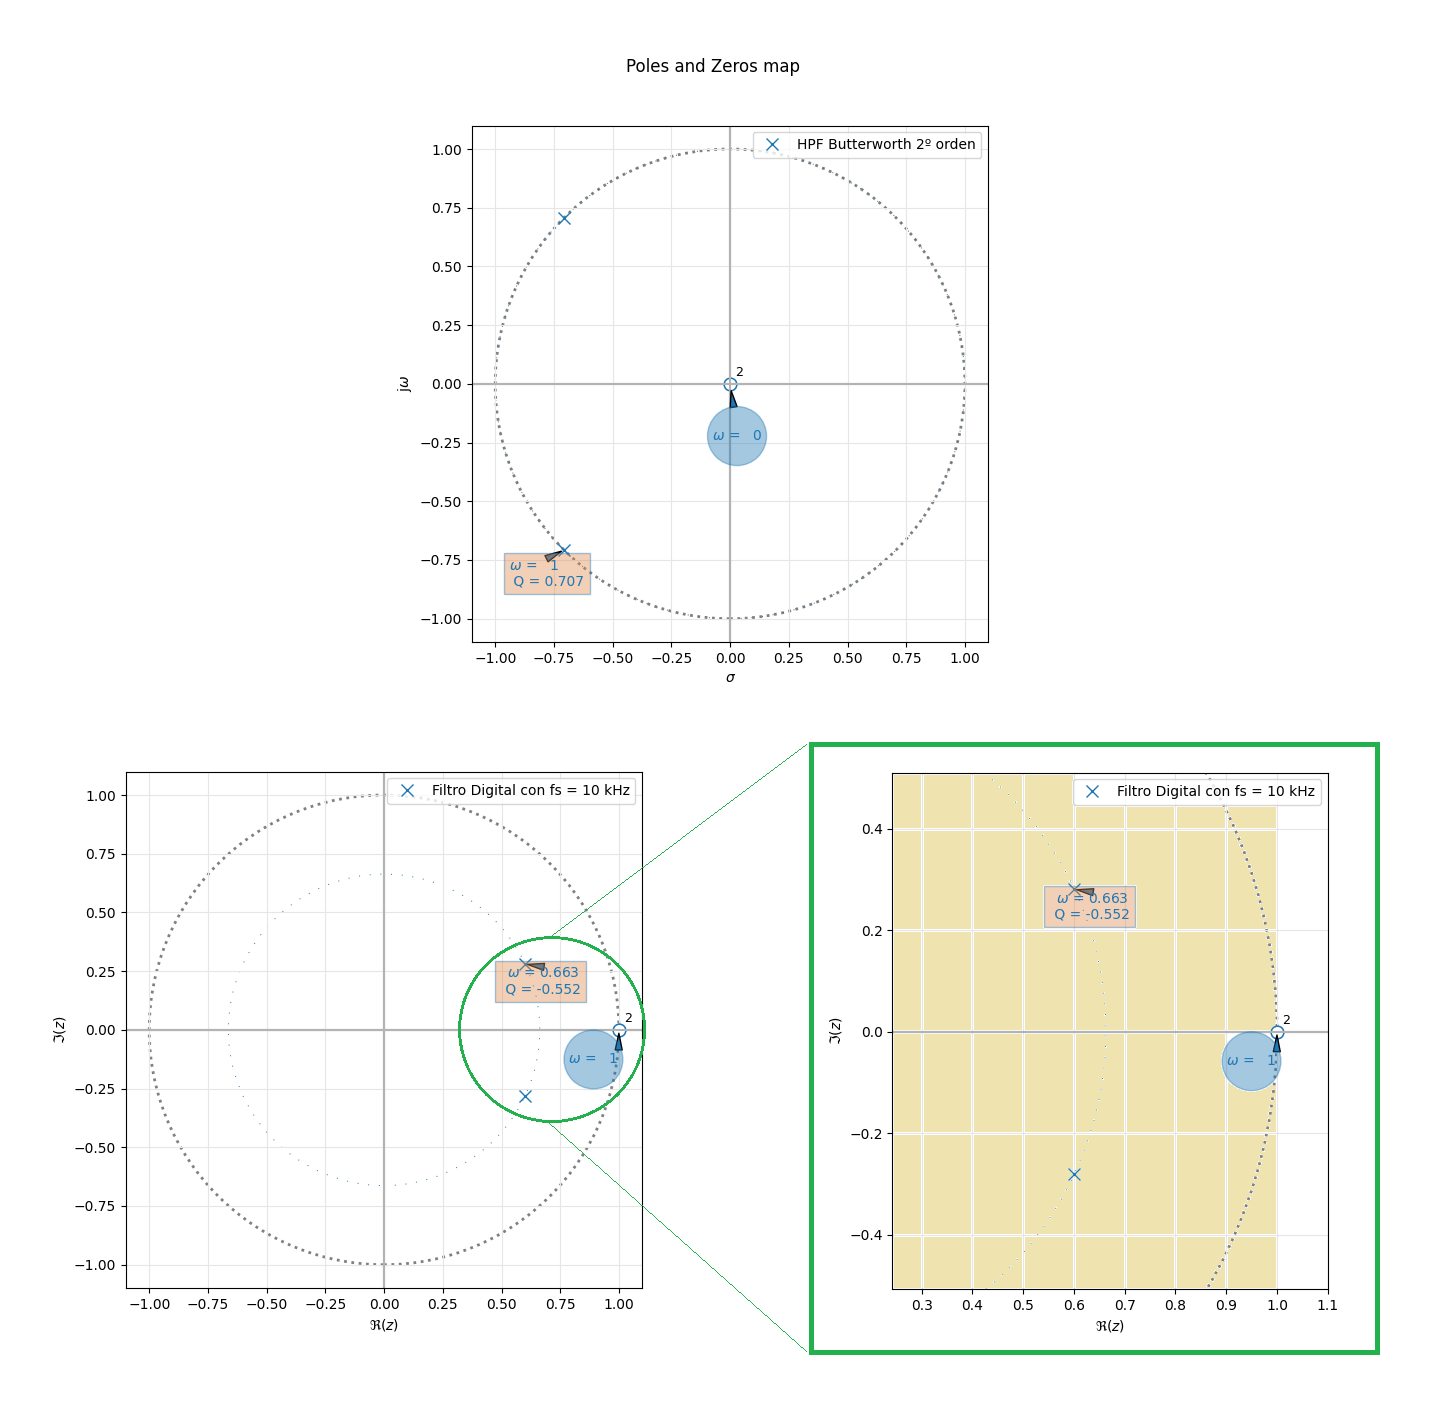 Poles and Zeros map
HPF Butterworth 2º orden
1.00
0.75
0.50
0.25
0.00
−0.25
−0.50
−0.75
−1.00
jω
2
ω = 0
ω = 1
Q = 0.707
−1.00 −0.75 −0.50 −0.25 0.00 0.25 0.50 0.75 1.00
σ
Filtro Digital con fs = 10 kHz
1.00
0.75
0.50
0.25
0.00
−0.25
−0.50
−0.75
−1.00
ℑ(z)
ω = 0.663
Q = -0.552
2
ω = 1
−1.00 −0.75 −0.50 −0.25 0.00 0.25 0.50 0.75 1.00
ℜ(z)
Filtro Digital con fs = 10 kHz
0.4
0.2
0.0
−0.2
−0.4
ℑ(z)
ω = 0.663
Q = -0.552
2
ω = 1
0.3 0.4 0.5 0.6 0.7 0.8 0.9 1.0 1.1
ℜ(z)